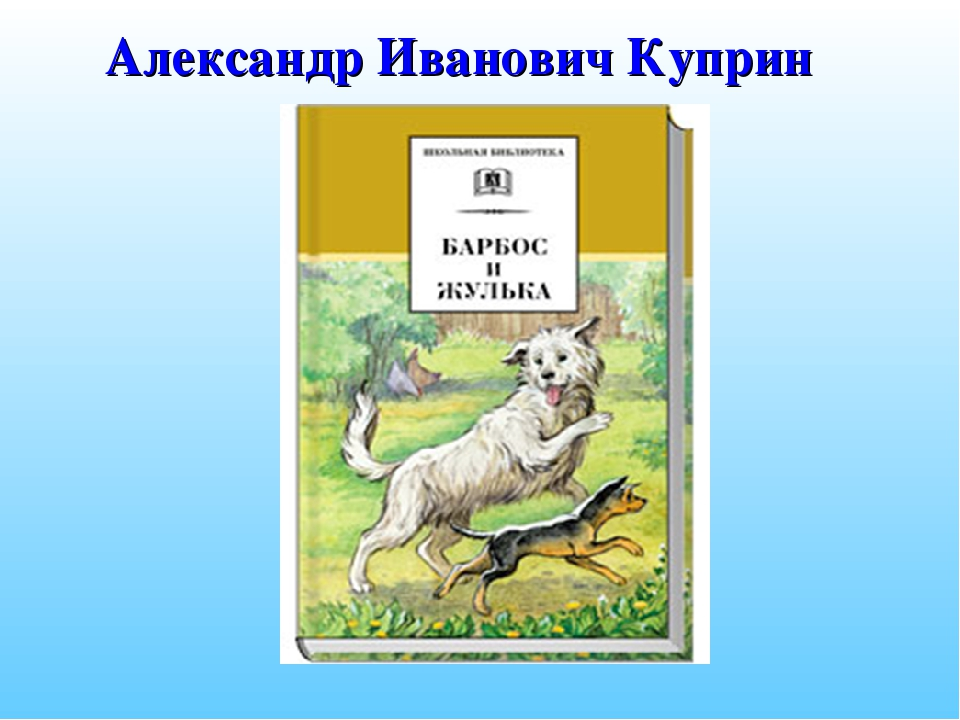 Александр Иванович Куприн
ШКОЛЬНАЯ БИБЛИОТЕКА
БАРБОС
И
ЖУЛЬКА